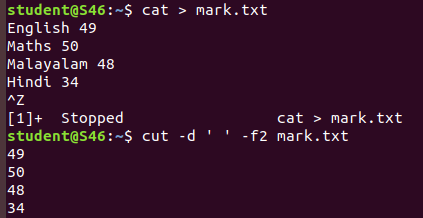 student@S46:~$ cat > mark.txt
English 49
Maths 50
Malayalam 48
Hindi 34
^Z
[1]+  Stopped                 cat > mark.txt
student@S46:~$ cut -d ' ' -f2 mark.txt
49
50
48
34